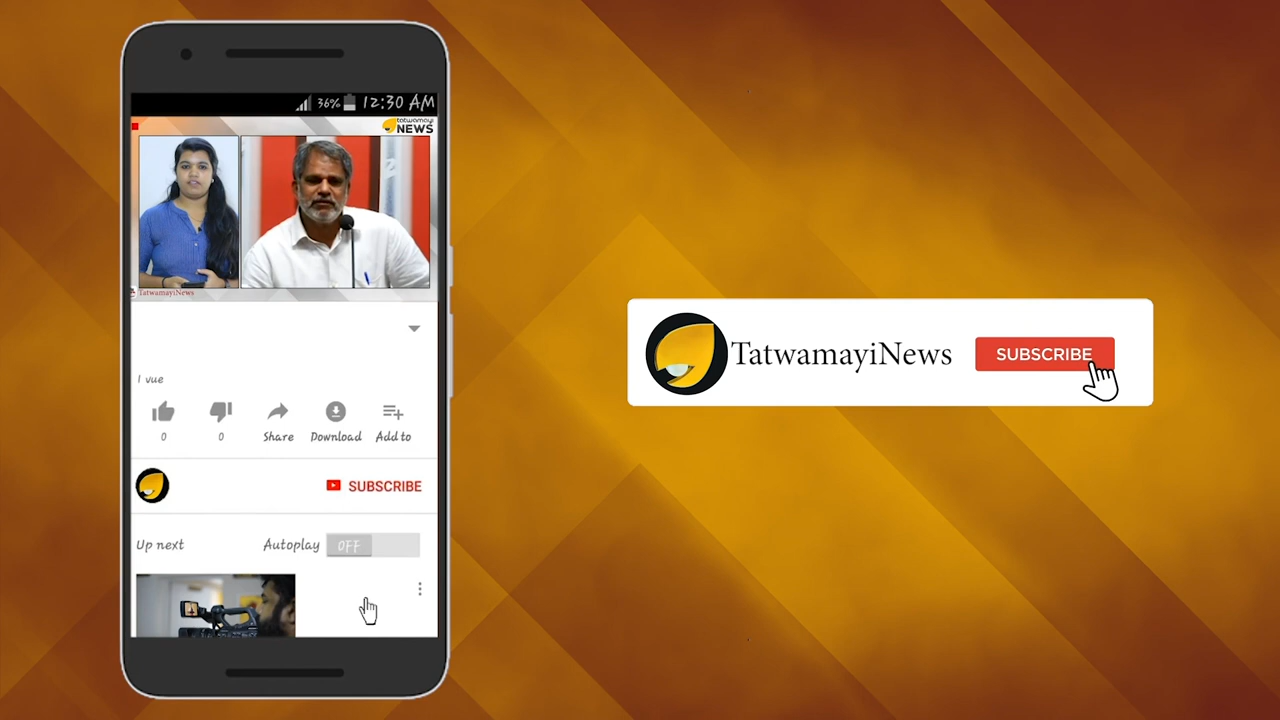 36% 12:30 AM
tatwamayi
NEWS
TatwamayiNews
1 vue
0 0 Share Download Add to
SUBSCRIBE
Up next Autoplay OFF
TatwamayiNews SUBSCRIBE